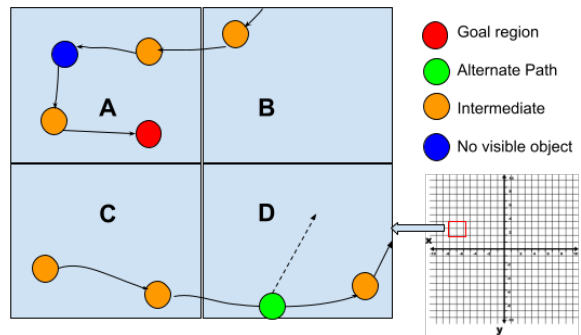 Goal region
Alternate Path
Intermediate
No visible object
A
B
C
D
x
y